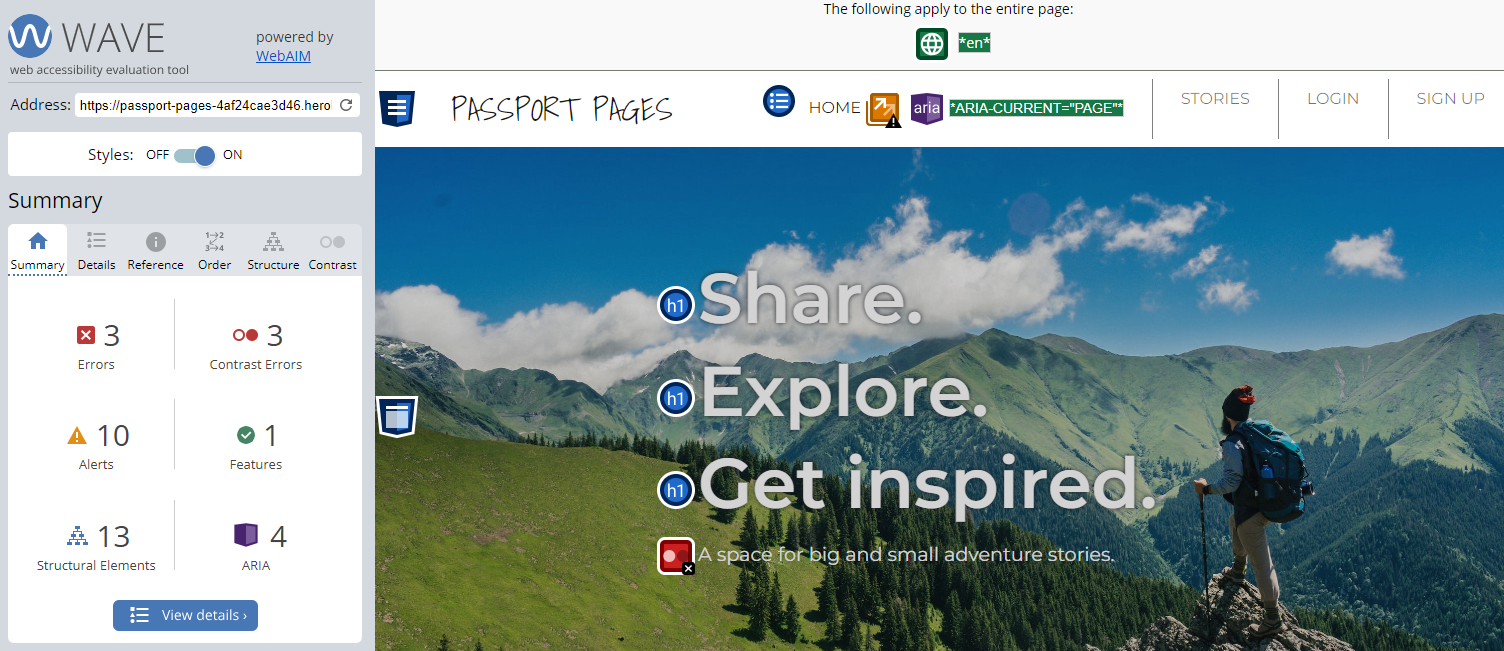 WAVE
powered by
WebAIM
web accessibility evaluation tool
Address: https://passport-pages-4af24cae3d46.hero
Styles: OFF ON
Summary
Summary Details Reference Order Structure Contrast
3 Errors
3 Contrast Errors
10 Alerts
1 Features
13 Structural Elements
4 ARIA
View details ›
The following apply to the entire page:
*en*
PASSPORT PAGES
HOME aria *ARIA-CURRENT="PAGE"* STORIES LOGIN SIGN UP
h1 Share.
h1 Explore.
h1 Get inspired.
A space for big and small adventure stories.